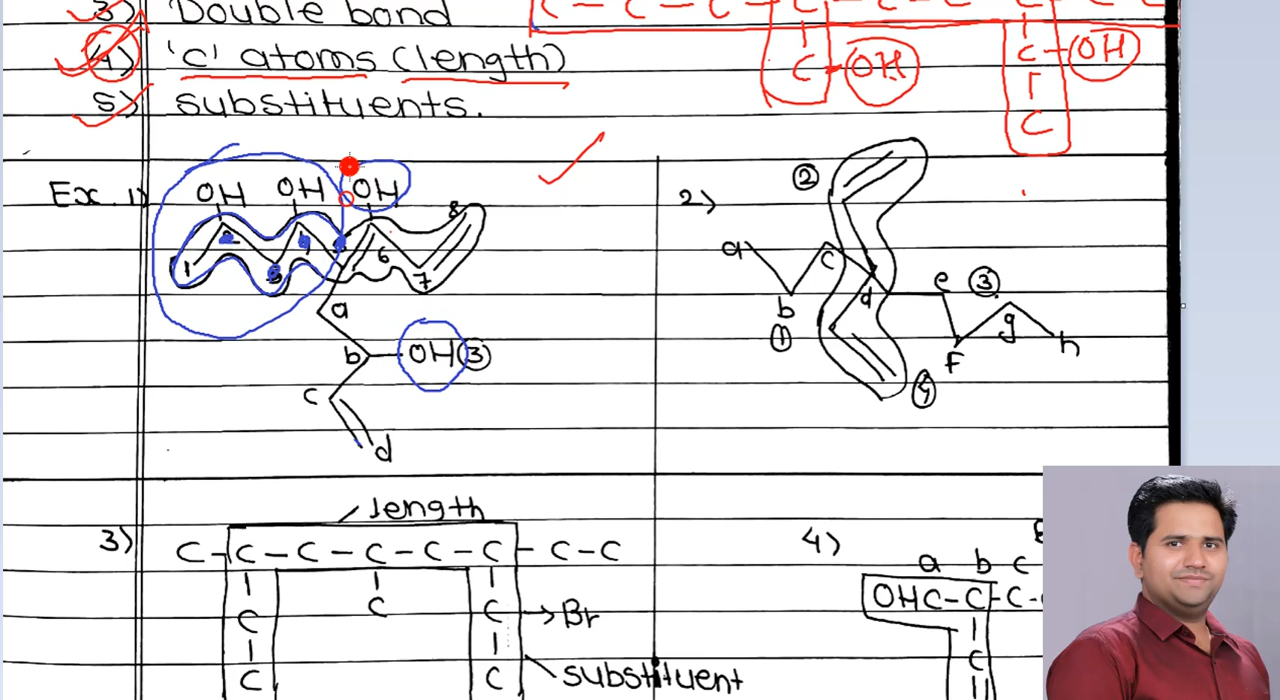 3) Double bond
C - C - C - C - C - C - C
4) 'C' atoms (length)
C - OH C - OH
5) substituents.
C
Ex. 1) OH OH OH
1 2 3 4 5 6 7 8
a
b OH (3)
c
d
2) 2
a b c d e f g h
1 3 4
3) length
C - C - C - C - C - C - C - C
C C C → Br
C C substituent
4) a b c
OHC - C - C -
C